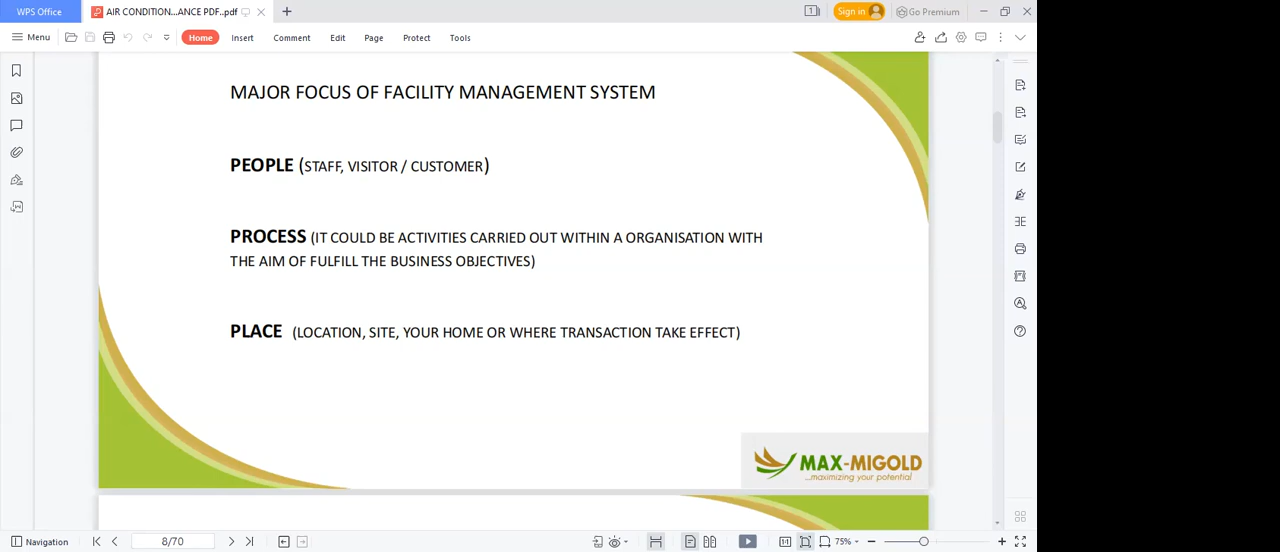 WPS Office
AIR CONDITION...ANCE PDF..pdf
1
Sign in
Go Premium
Menu
Home
Insert
Comment
Edit
Page
Protect
Tools
MAJOR FOCUS OF FACILITY MANAGEMENT SYSTEM
PEOPLE (STAFF, VISITOR / CUSTOMER)
PROCESS (IT COULD BE ACTIVITIES CARRIED OUT WITHIN A ORGANISATION WITH
THE AIM OF FULFILL THE BUSINESS OBJECTIVES)
PLACE (LOCATION, SITE, YOUR HOME OR WHERE TRANSACTION TAKE EFFECT)
MAX-MIGOLD
...maximizing your potential
Navigation
8/70
75%